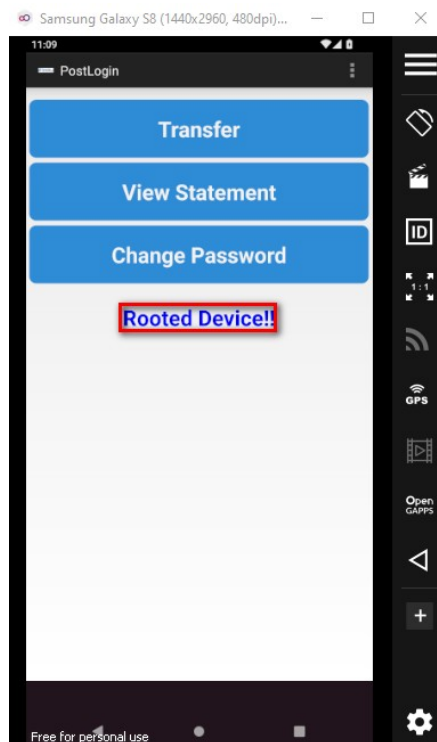 Samsung Galaxy S8 (1440x2960, 480dpi)...
11:09
PostLogin
Transfer
View Statement
Change Password
Rooted Device!!
ID
1:1
GPS
Open
GAPPS
Free for personal use